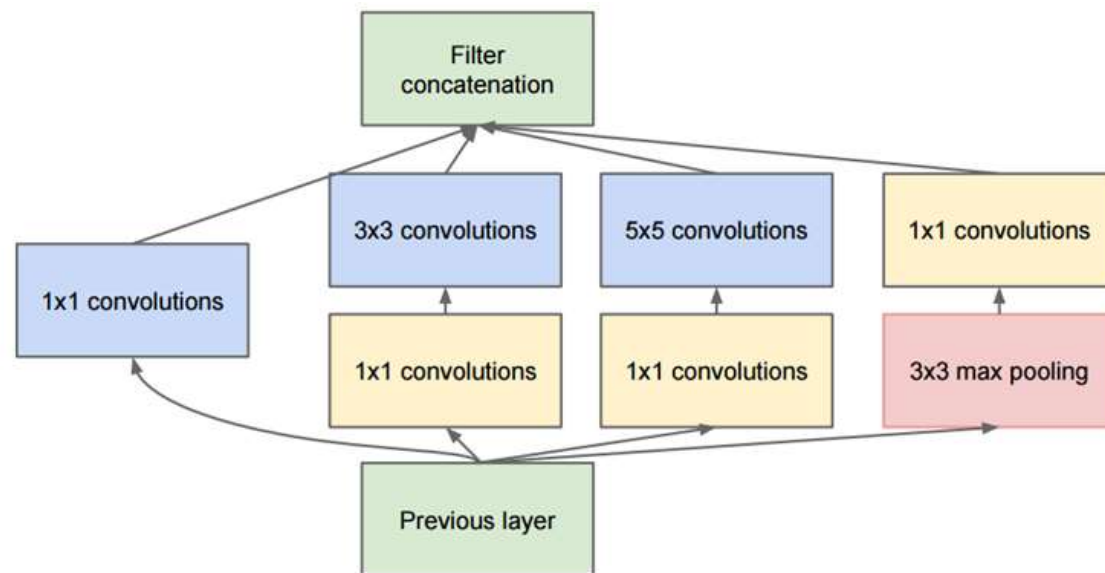 Filter
concatenation
3x3 convolutions
5x5 convolutions
1x1 convolutions
1x1 convolutions
1x1 convolutions
1x1 convolutions
3x3 max pooling
Previous layer